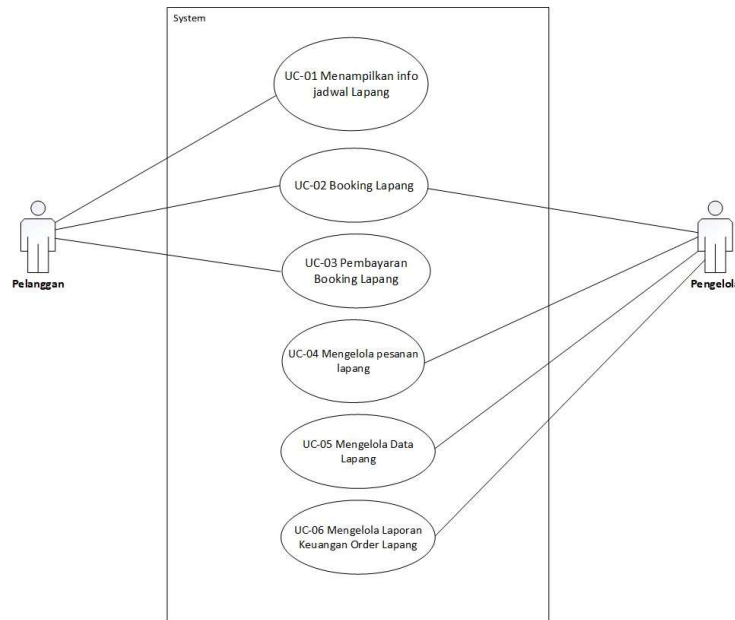 System
UC-01 Menampilkan info
jadwal Lapang
UC-02 Booking Lapang
UC-03 Pembayaran
Booking Lapang
Pelanggan
Pengelola
UC-04 Mengelola pesanan
lapang
UC-05 Mengelola Data
Lapang
UC-06 Mengelola Laporan
Keuangan Order Lapang